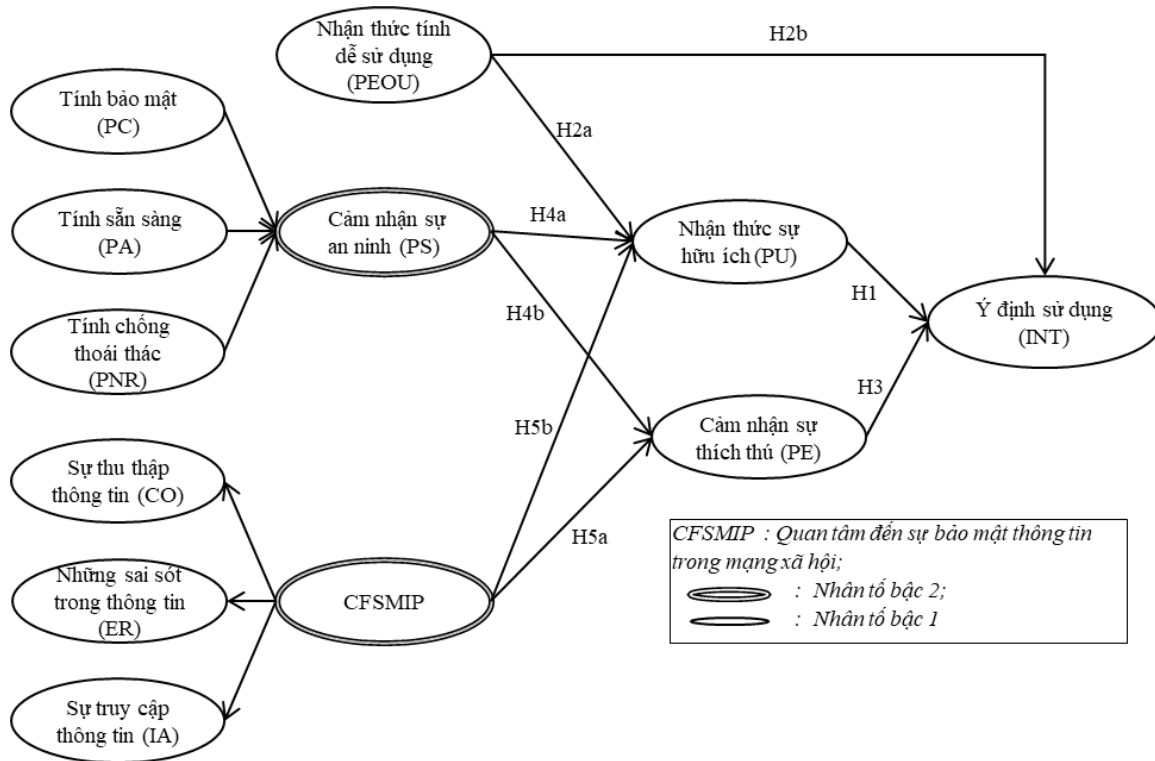 Nhận thức tính
dễ sử dụng
(PEOU)
H2b
Tính bảo mật
(PC)
H2a
Tính sẵn sàng
(PA)
Cảm nhận sự
an ninh (PS)
H4a
Nhận thức sự
hữu ích (PU)
H1
Ý định sử dụng
(INT)
Tính chống
thoái thác
(PNR)
H4b
H3
H5b
Cảm nhận sự
thích thú (PE)
Sự thu thập
thông tin (CO)
H5a
Những sai sót
trong thông tin
(ER)
CFSMIP
Sự truy cập
thông tin (IA)
CFSMIP : Quan tâm đến sự bảo mật thông tin
trong mạng xã hội;
: Nhân tố bậc 2;
: Nhân tố bậc 1